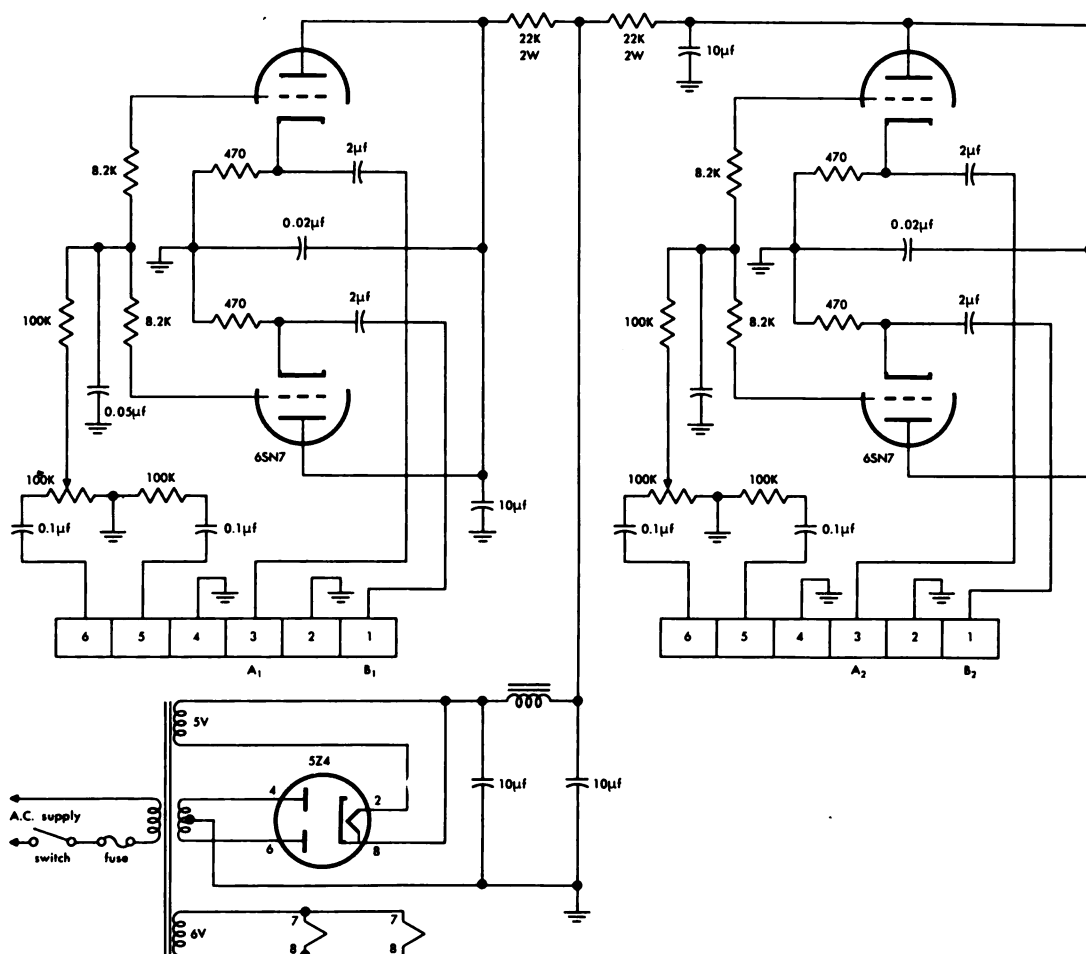 22K
2W
22K
2W
10µf
8.2K
470
2µf
8.2K
470
2µf
0.02µf
0.02µf
100K
8.2K
470
2µf
100K
8.2K
470
2µf
0.05µf
6SN7
6SN7
100K
100K
100K
100K
0.1µf
0.1µf
10µf
0.1µf
0.1µf
6 5 4 3 2 1
6 5 4 3 2 1
A1 B1
A2 B2
5V
5Z4
4
2
10µf
10µf
A.C. supply
switch
fuse
6
8
6V
7
7
8
8